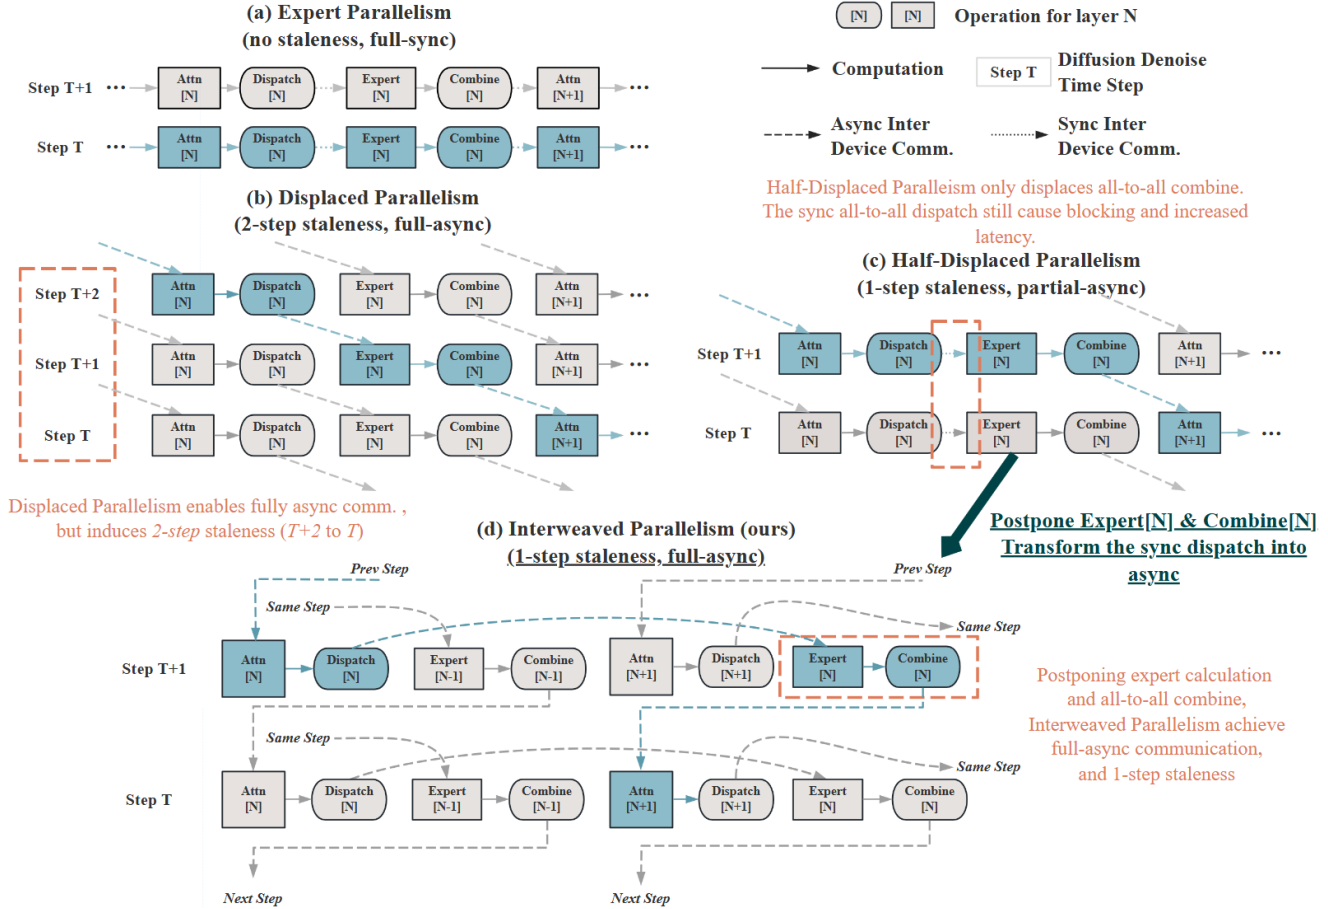 (a) Expert Parallelism
(no staleness, full-sync)
Step T+1
Attn
[N]
Dispatch
[N]
Expert
[N]
Combine
[N]
Attn
[N+1]
Step T
Attn
[N]
Dispatch
[N]
Expert
[N]
Combine
[N]
Attn
[N+1]
[N]
[N]
Operation for layer N
Computation
Step T
Diffusion Denoise
Time Step
Async Inter
Device Comm.
Sync Inter
Device Comm.
(b) Displaced Parallelism
(2-step staleness, full-async)
Step T+2
Attn
[N]
Dispatch
[N]
Expert
[N]
Combine
[N]
Attn
[N+1]
Step T+1
Attn
[N]
Dispatch
[N]
Expert
[N]
Combine
[N]
Attn
[N+1]
Step T
Attn
[N]
Dispatch
[N]
Expert
[N]
Combine
[N]
Attn
[N+1]
Displaced Parallelism enables fully async comm. ,
but induces 2-step staleness (T+2 to T)
Half-Displaced Paralleism only displaces all-to-all combine.
The sync all-to-all dispatch still cause blocking and increased
latency.
(c) Half-Displaced Parallelism
(1-step staleness, partial-async)
Step T+1
Attn
[N]
Dispatch
[N]
Expert
[N]
Combine
[N]
Attn
[N+1]
Step T
Attn
[N]
Dispatch
[N]
Expert
[N]
Combine
[N]
Attn
[N+1]
Postpone Expert[N] & Combine[N]
Transform the sync dispatch into
async
(d) Interweaved Parallelism (ours)
(1-step staleness, full-async)
Prev Step
Prev Step
Same Step
Same Step
Step T+1
Attn
[N]
Dispatch
[N]
Expert
[N-1]
Combine
[N-1]
Attn
[N+1]
Dispatch
[N+1]
Expert
[N]
Combine
[N]
Same Step
Same Step
Step T
Attn
[N]
Dispatch
[N]
Expert
[N-1]
Combine
[N-1]
Attn
[N+1]
Dispatch
[N+1]
Expert
[N]
Combine
[N]
Next Step
Next Step
Postponing expert calculation
and all-to-all combine,
Interweaved Parallelism achieve
full-async communication,
and 1-step staleness